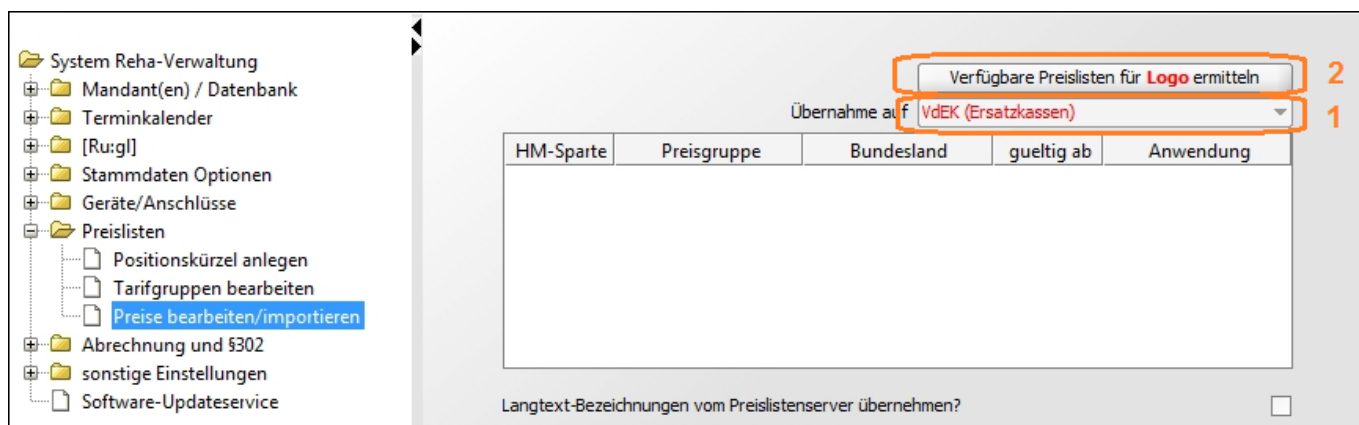 System Reha-Verwaltung
Mandant(en) / Datenbank
Terminkalender
[Ru:gl]
Stammdaten Optionen
Geräte/Anschlüsse
Preislisten
Positionskürzel anlegen
Tarifgruppen bearbeiten
Preise bearbeiten/importieren
Abrechnung und §302
sonstige Einstellungen
Software-Updateservice
Verfügbare Preislisten für Logo ermitteln 2
Übernahme auf VdEK (Ersatzkassen) 1
HM-Sparte Preisgruppe Bundesland gueltig ab Anwendung
Langtext-Bezeichnungen vom Preislistenserver übernehmen?